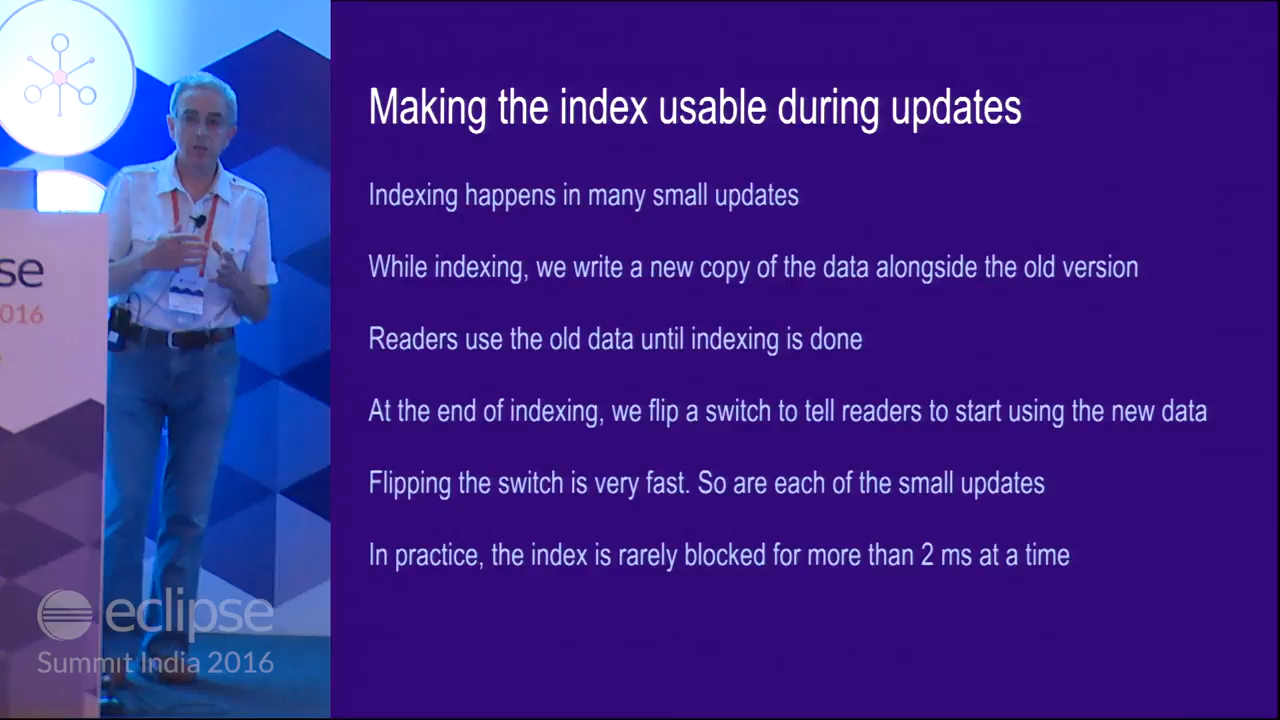 Making the index usable during updates
Indexing happens in many small updates
While indexing, we write a new copy of the data alongside the old version
Readers use the old data until indexing is done
At the end of indexing, we flip a switch to tell readers to start using the new data
Flipping the switch is very fast. So are each of the small updates
In practice, the index is rarely blocked for more than 2 ms at a time
se
2016
eclipse
Summit India 2016